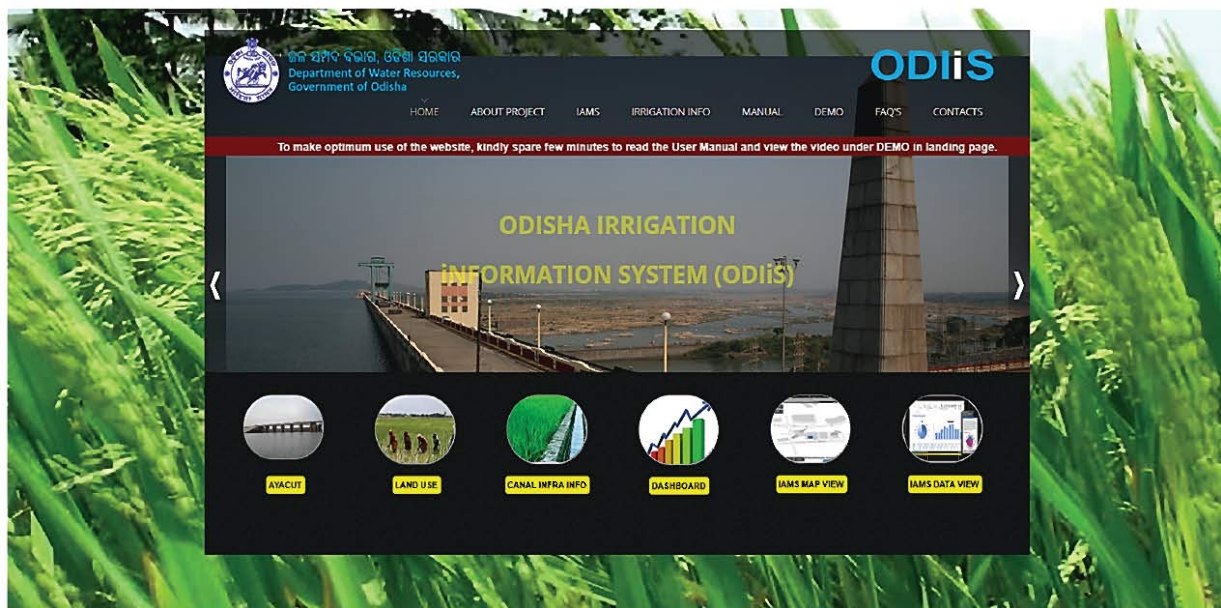 ଜଳ ସମ୍ପଦ ବିଭାଗ, ଓଡ଼ିଶା ସରକାର
Department of Water Resources,
Government of Odisha
ODIiS
HOME ABOUT PROJECT IAMS IRRIGATION INFO MANUAL DEMO FAQ'S CONTACTS
To make optimum use of the website, kindly spare few minutes to read the User Manual and view the video under DEMO in landing page.
ODISHA IRRIGATION
iNFORMATION SYSTEM (ODIiS)
AYACUT LAND USE CANAL INFRA INFO DASHBOARD IAMS MAP VIEW IAMS DATA VIEW